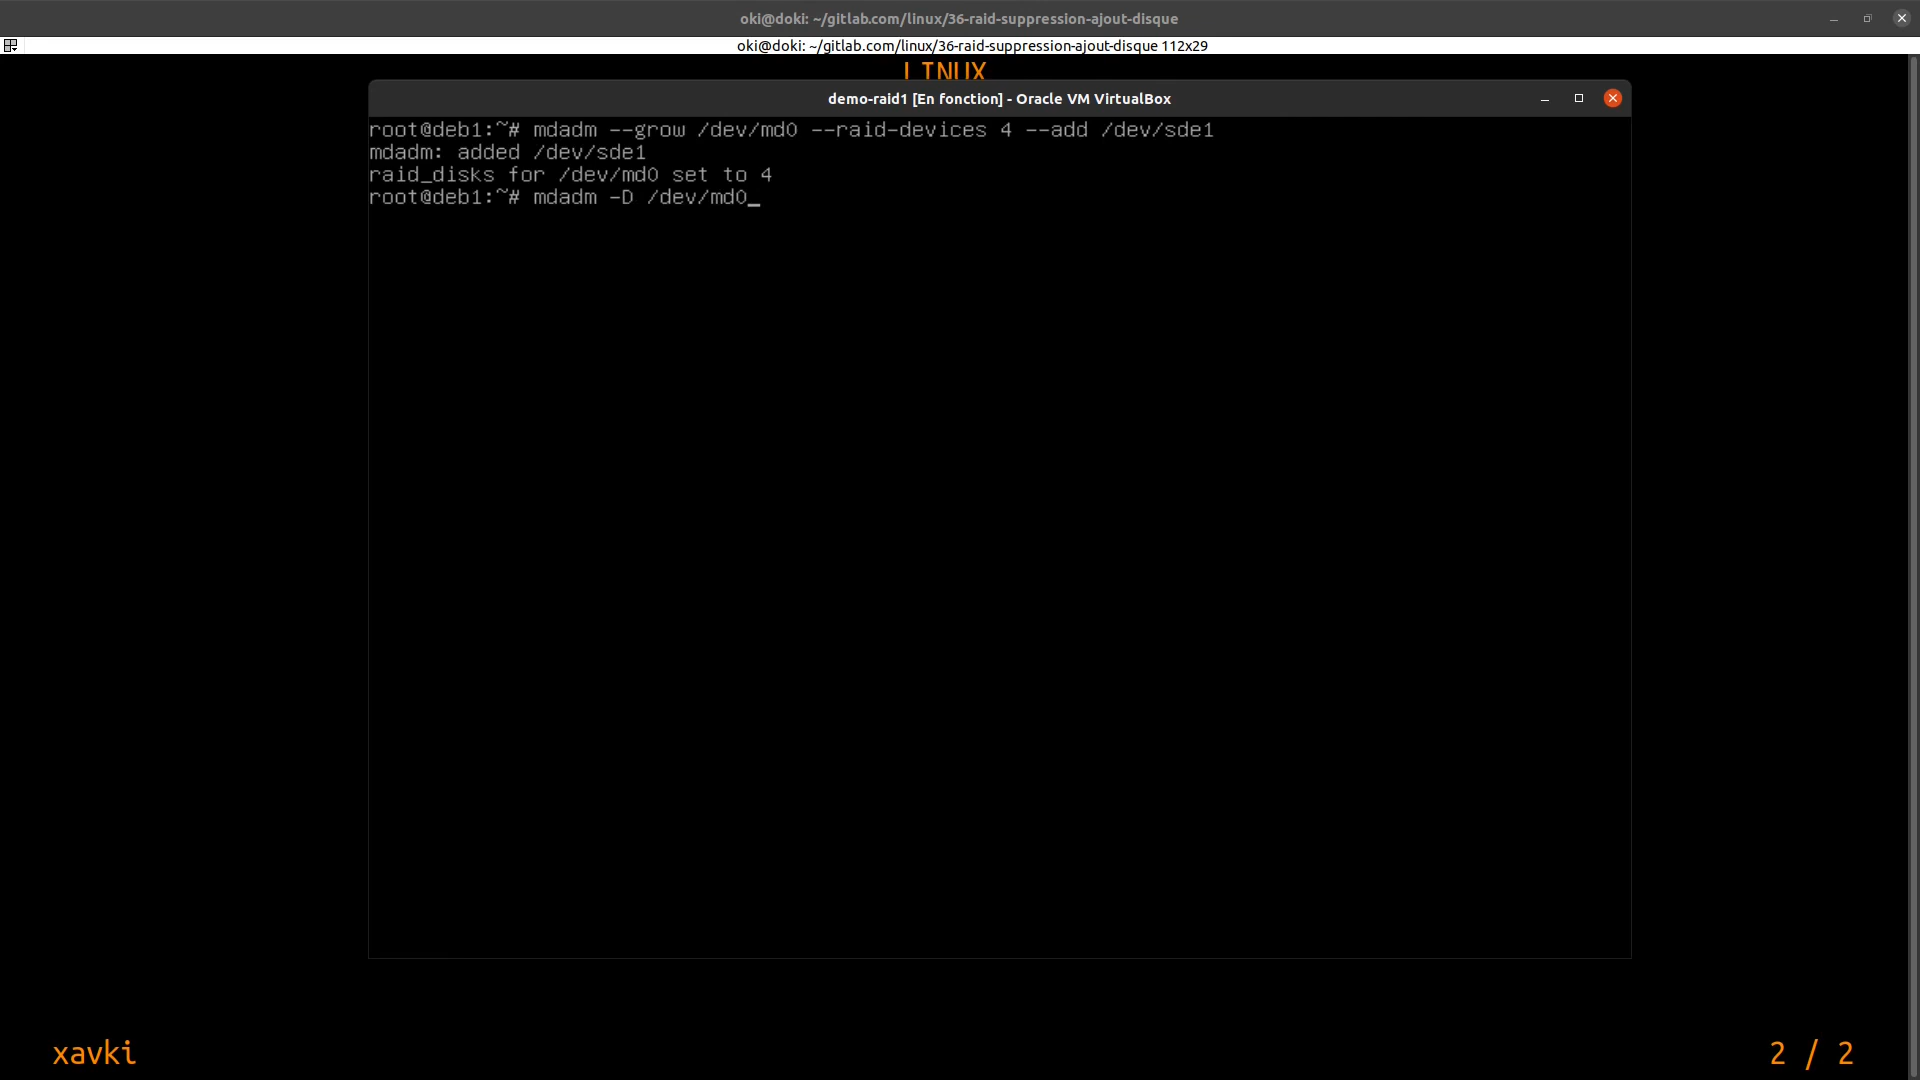 oki@doki: ~/gitlab.com/linux/36-raid-suppression-ajout-disque
oki@doki: ~/gitlab.com/linux/36-raid-suppression-ajout-disque 112x29
LINUX
demo-raid1 [En fonction] - Oracle VM VirtualBox
root@deb1:~# mdadm --grow /dev/md0 --raid-devices 4 --add /dev/sde1
mdadm: added /dev/sde1
raid_disks for /dev/md0 set to 4
root@deb1:~# mdadm -D /dev/md0_
xavki
2 / 2